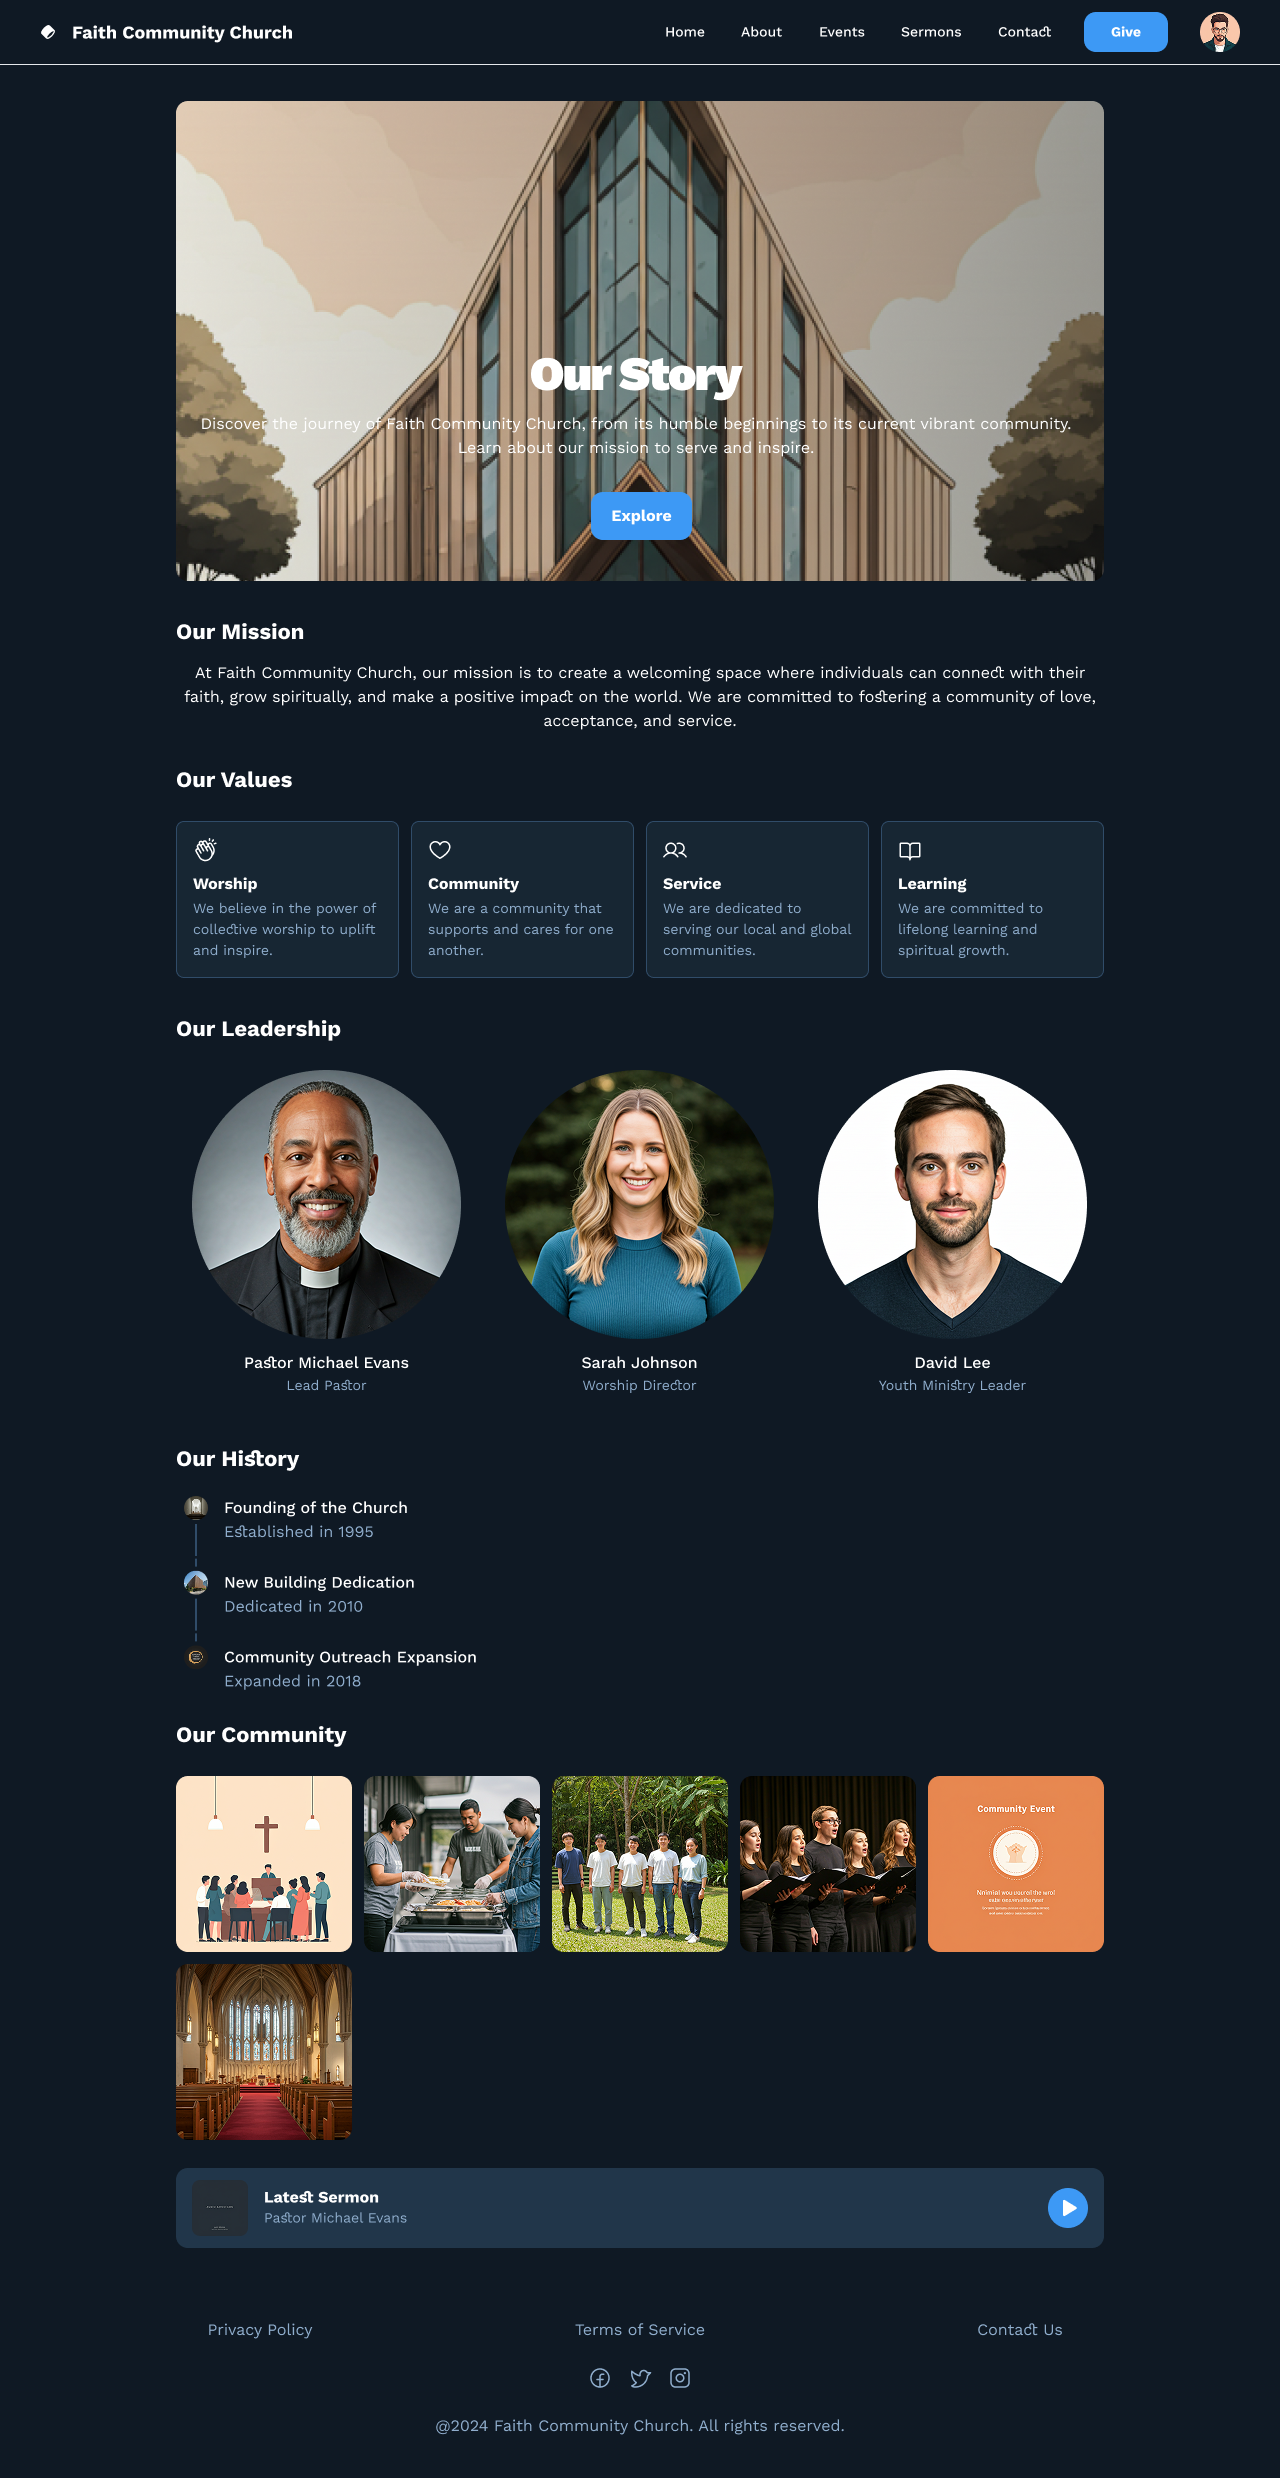 Faith Community Church
Home
About
Events
Sermons
Contact
Give
Our Story
Discover the journey of Faith Community Church, from its humble beginnings to its current vibrant community.
Learn about our mission to serve and inspire.
Explore
Our Mission
At Faith Community Church, our mission is to create a welcoming space where individuals can connect with their
faith, grow spiritually, and make a positive impact on the world. We are committed to fostering a community of love,
acceptance, and service.
Our Values
Worship
We believe in the power of
collective worship to uplift
and inspire.
Community
We are a community that
supports and cares for one
another.
Service
We are dedicated to
serving our local and global
communities.
Learning
We are committed to
lifelong learning and
spiritual growth.
Our Leadership
Pastor Michael Evans
Lead Pastor
Sarah Johnson
Worship Director
David Lee
Youth Ministry Leader
Our History
Founding of the Church
Established in 1995
New Building Dedication
Dedicated in 2010
Community Outreach Expansion
Expanded in 2018
Our Community
Community Event
Latest Sermon
Pastor Michael Evans
Privacy Policy
Terms of Service
Contact Us
@2024 Faith Community Church. All rights reserved.